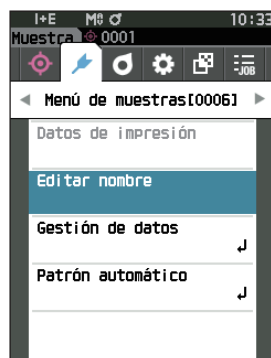 I+E M0 10:33
Muestra 0001
JOB
Menú de muestras[0006]
Datos de impresión
Editar nombre
Gestión de datos
Patrón automático